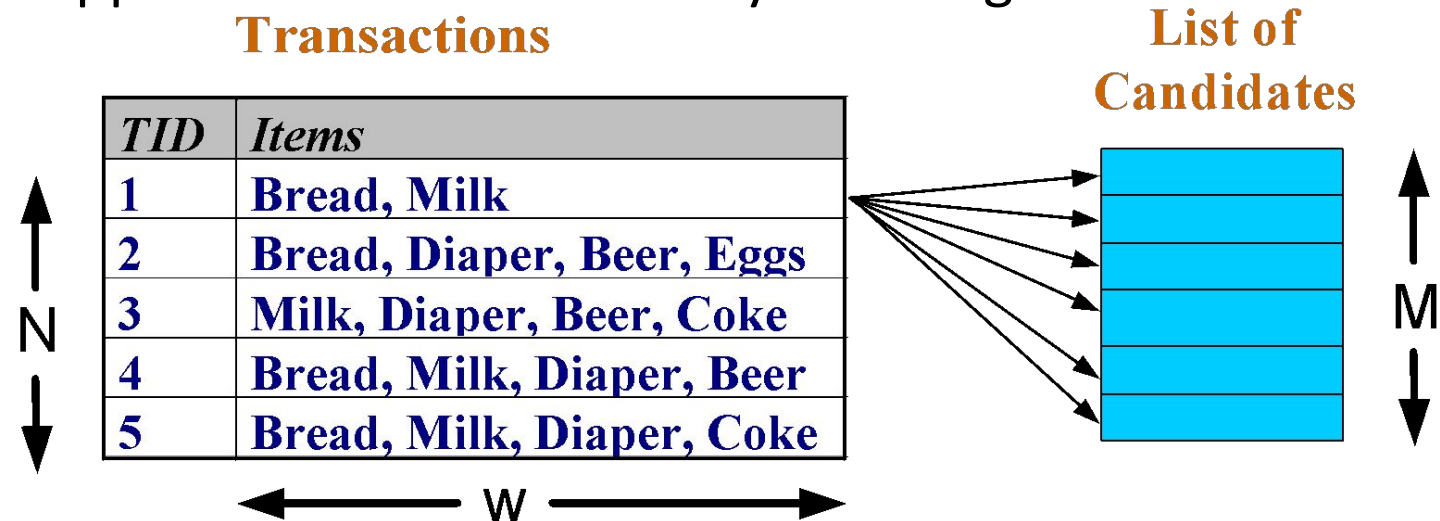 Transactions
List of
Candidates
TID Items
1 Bread, Milk
2 Bread, Diaper, Beer, Eggs
3 Milk, Diaper, Beer, Coke
4 Bread, Milk, Diaper, Beer
5 Bread, Milk, Diaper, Coke
N
M
w